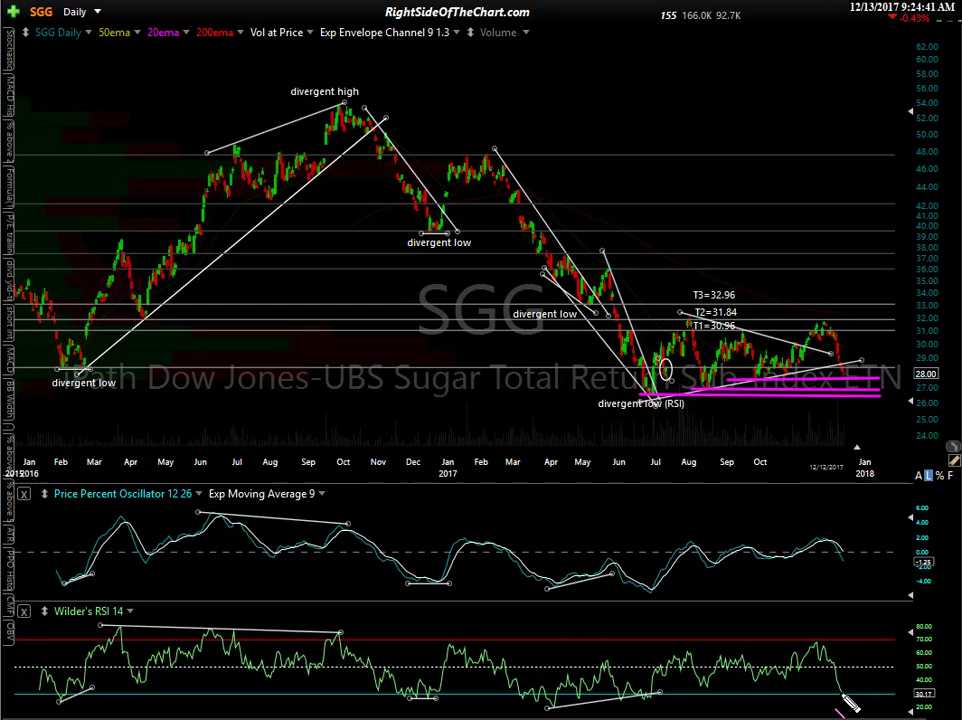 SGG Daily RightSideOfTheChart.com 155 166.0K 92.7K 12/13/2017 9:24:41 AM
-0.43%
SGG Daily 50ema 20ema 200ema Vol at Price Exp Envelope Channel 9 1.3 Volume
62.00
60.00
58.00
56.00
54.00
52.00
50.00
48.00
46.00
44.00
42.00
41.00
40.00
39.00
38.00
37.00
36.00
35.00
34.00
33.00
32.00
31.00
30.00
29.00
28.00
27.00
26.00
25.00
24.00
divergent high
divergent low
divergent low
divergent low
divergent low (RSI)
T3=32.96
T2=31.84
T1=30.96
SGG
Path Dow Jones-UBS Sugar Total Return Sub-Index ETN
Jan Feb Mar Apr May Jun Jul Aug Sep Oct Nov Dec Jan Feb Mar Apr May Jun Jul Aug Sep Oct 12/12/2017 Jan
2015 2016 2017 2018
A L % F
X Price Percent Oscillator 12 26 Exp Moving Average 9
6.00
4.00
2.00
0.00
-1.25
-2.00
-4.00
X Wilder's RSI 14
80.00
70.00
60.00
50.00
40.00
30.17
20.00